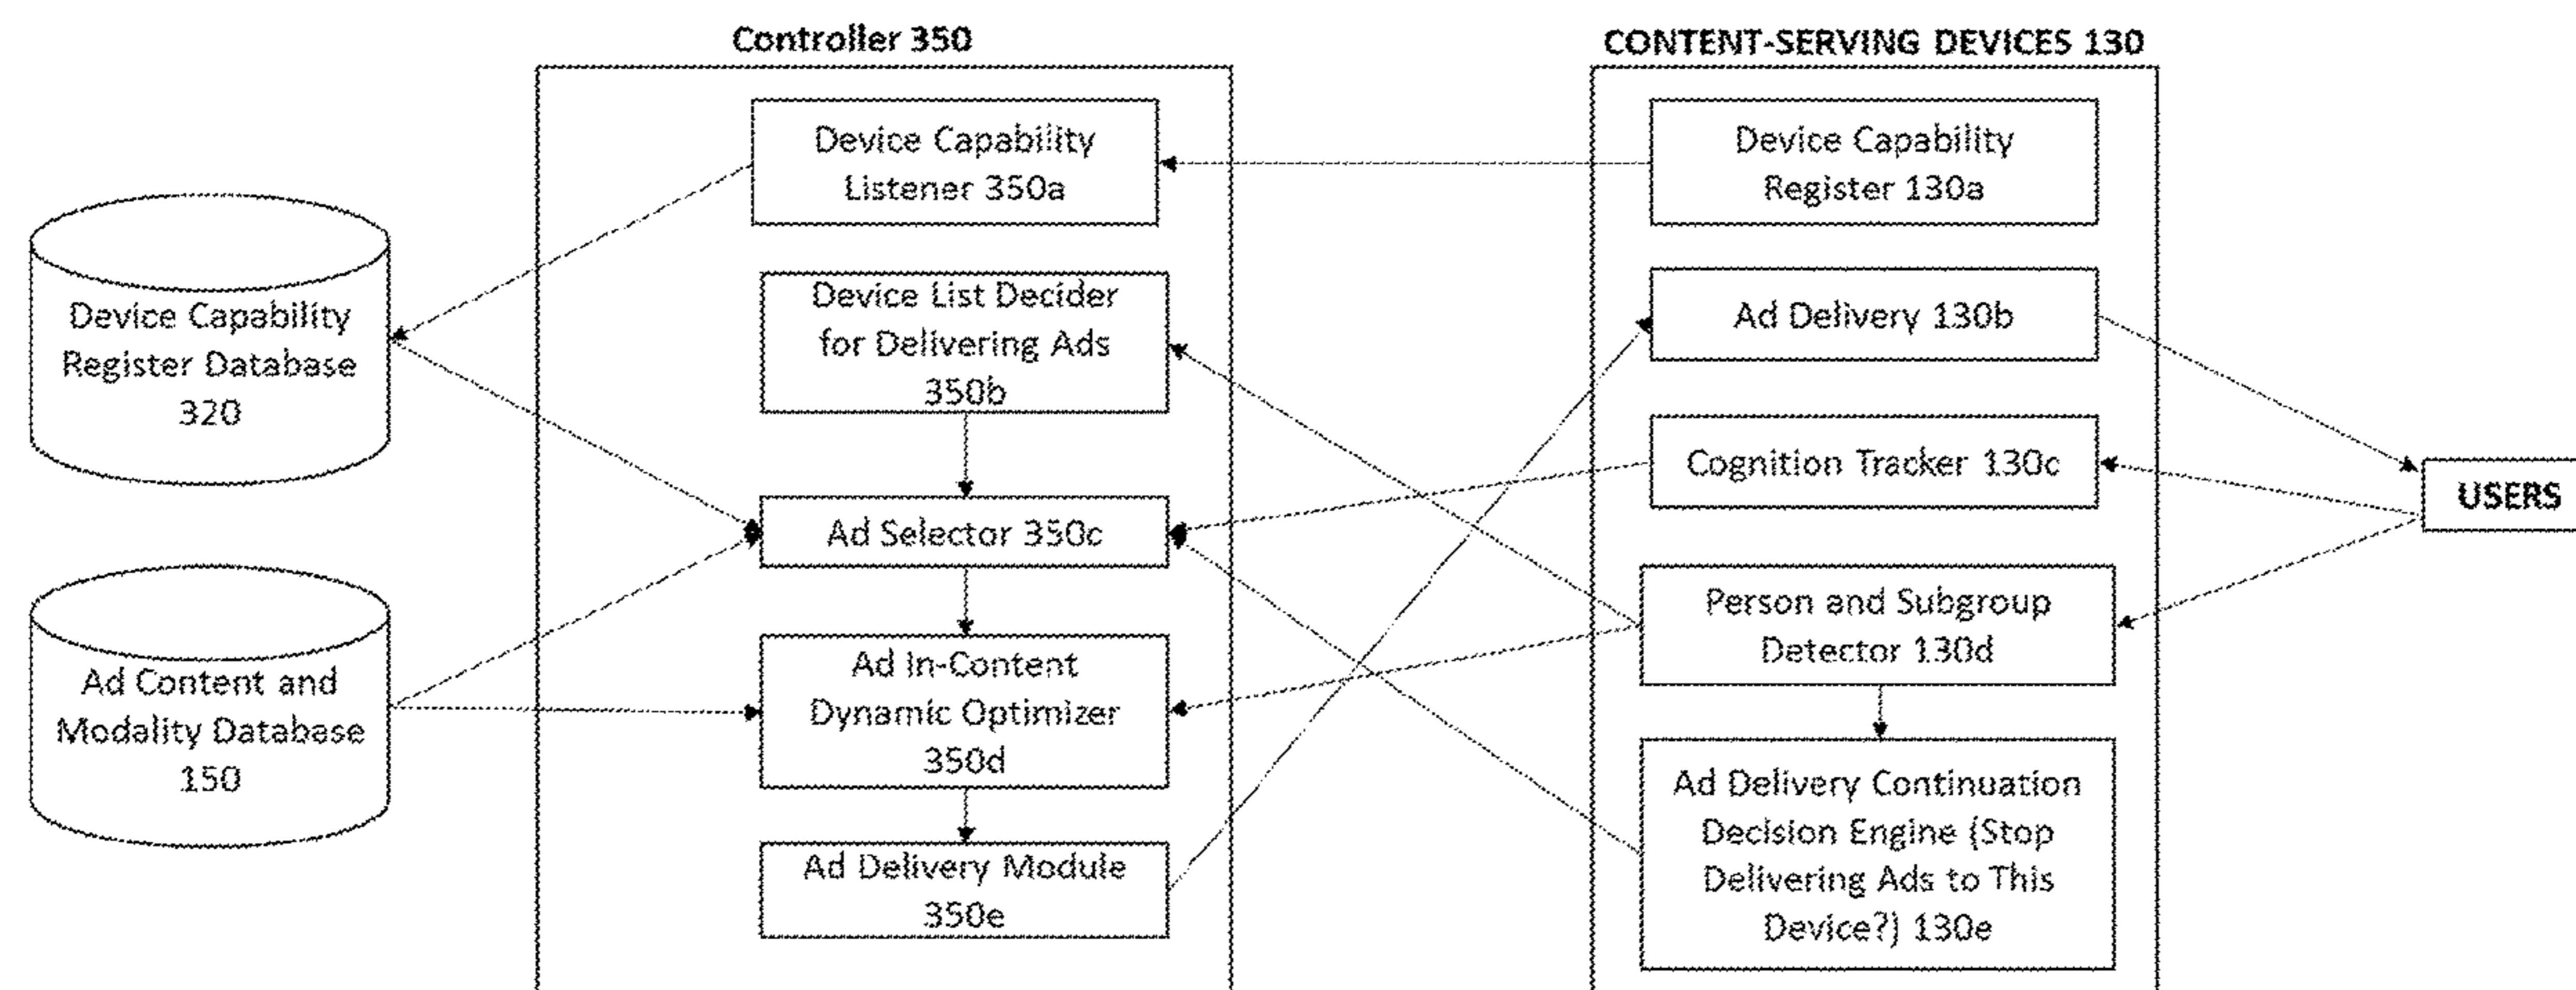 Controller 350
CONTENT-SERVING DEVICES 130
Device Capability
Listener 350a
Device Capability
Register 130a
Device Capability
Register Database
320
Device List Decider
for Delivering Ads
350b
Ad Delivery 130b
Ad Selector 350c
Cognition Tracker 130c
USERS
Ad Content and
Modality Database
150
Ad In-Content
Dynamic Optimizer
350d
Person and Subgroup
Detector 130d
Ad Delivery Module
350e
Ad Delivery Continuation
Decision Engine (Stop
Delivering Ads to This
Device?) 130e